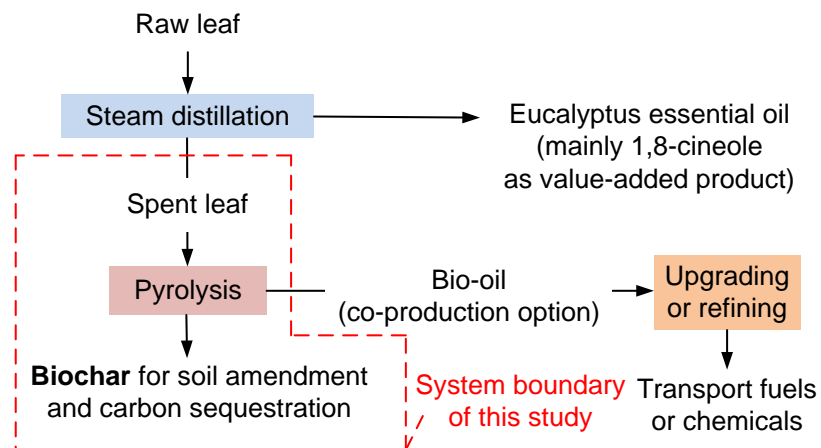 Raw leaf
Steam distillation
Eucalyptus essential oil
(mainly 1,8-cineole
as value-added product)
Spent leaf
Pyrolysis
Bio-oil
(co-production option)
Upgrading
or refining
Biochar for soil amendment
and carbon sequestration
System boundary
of this study
Transport fuels
or chemicals